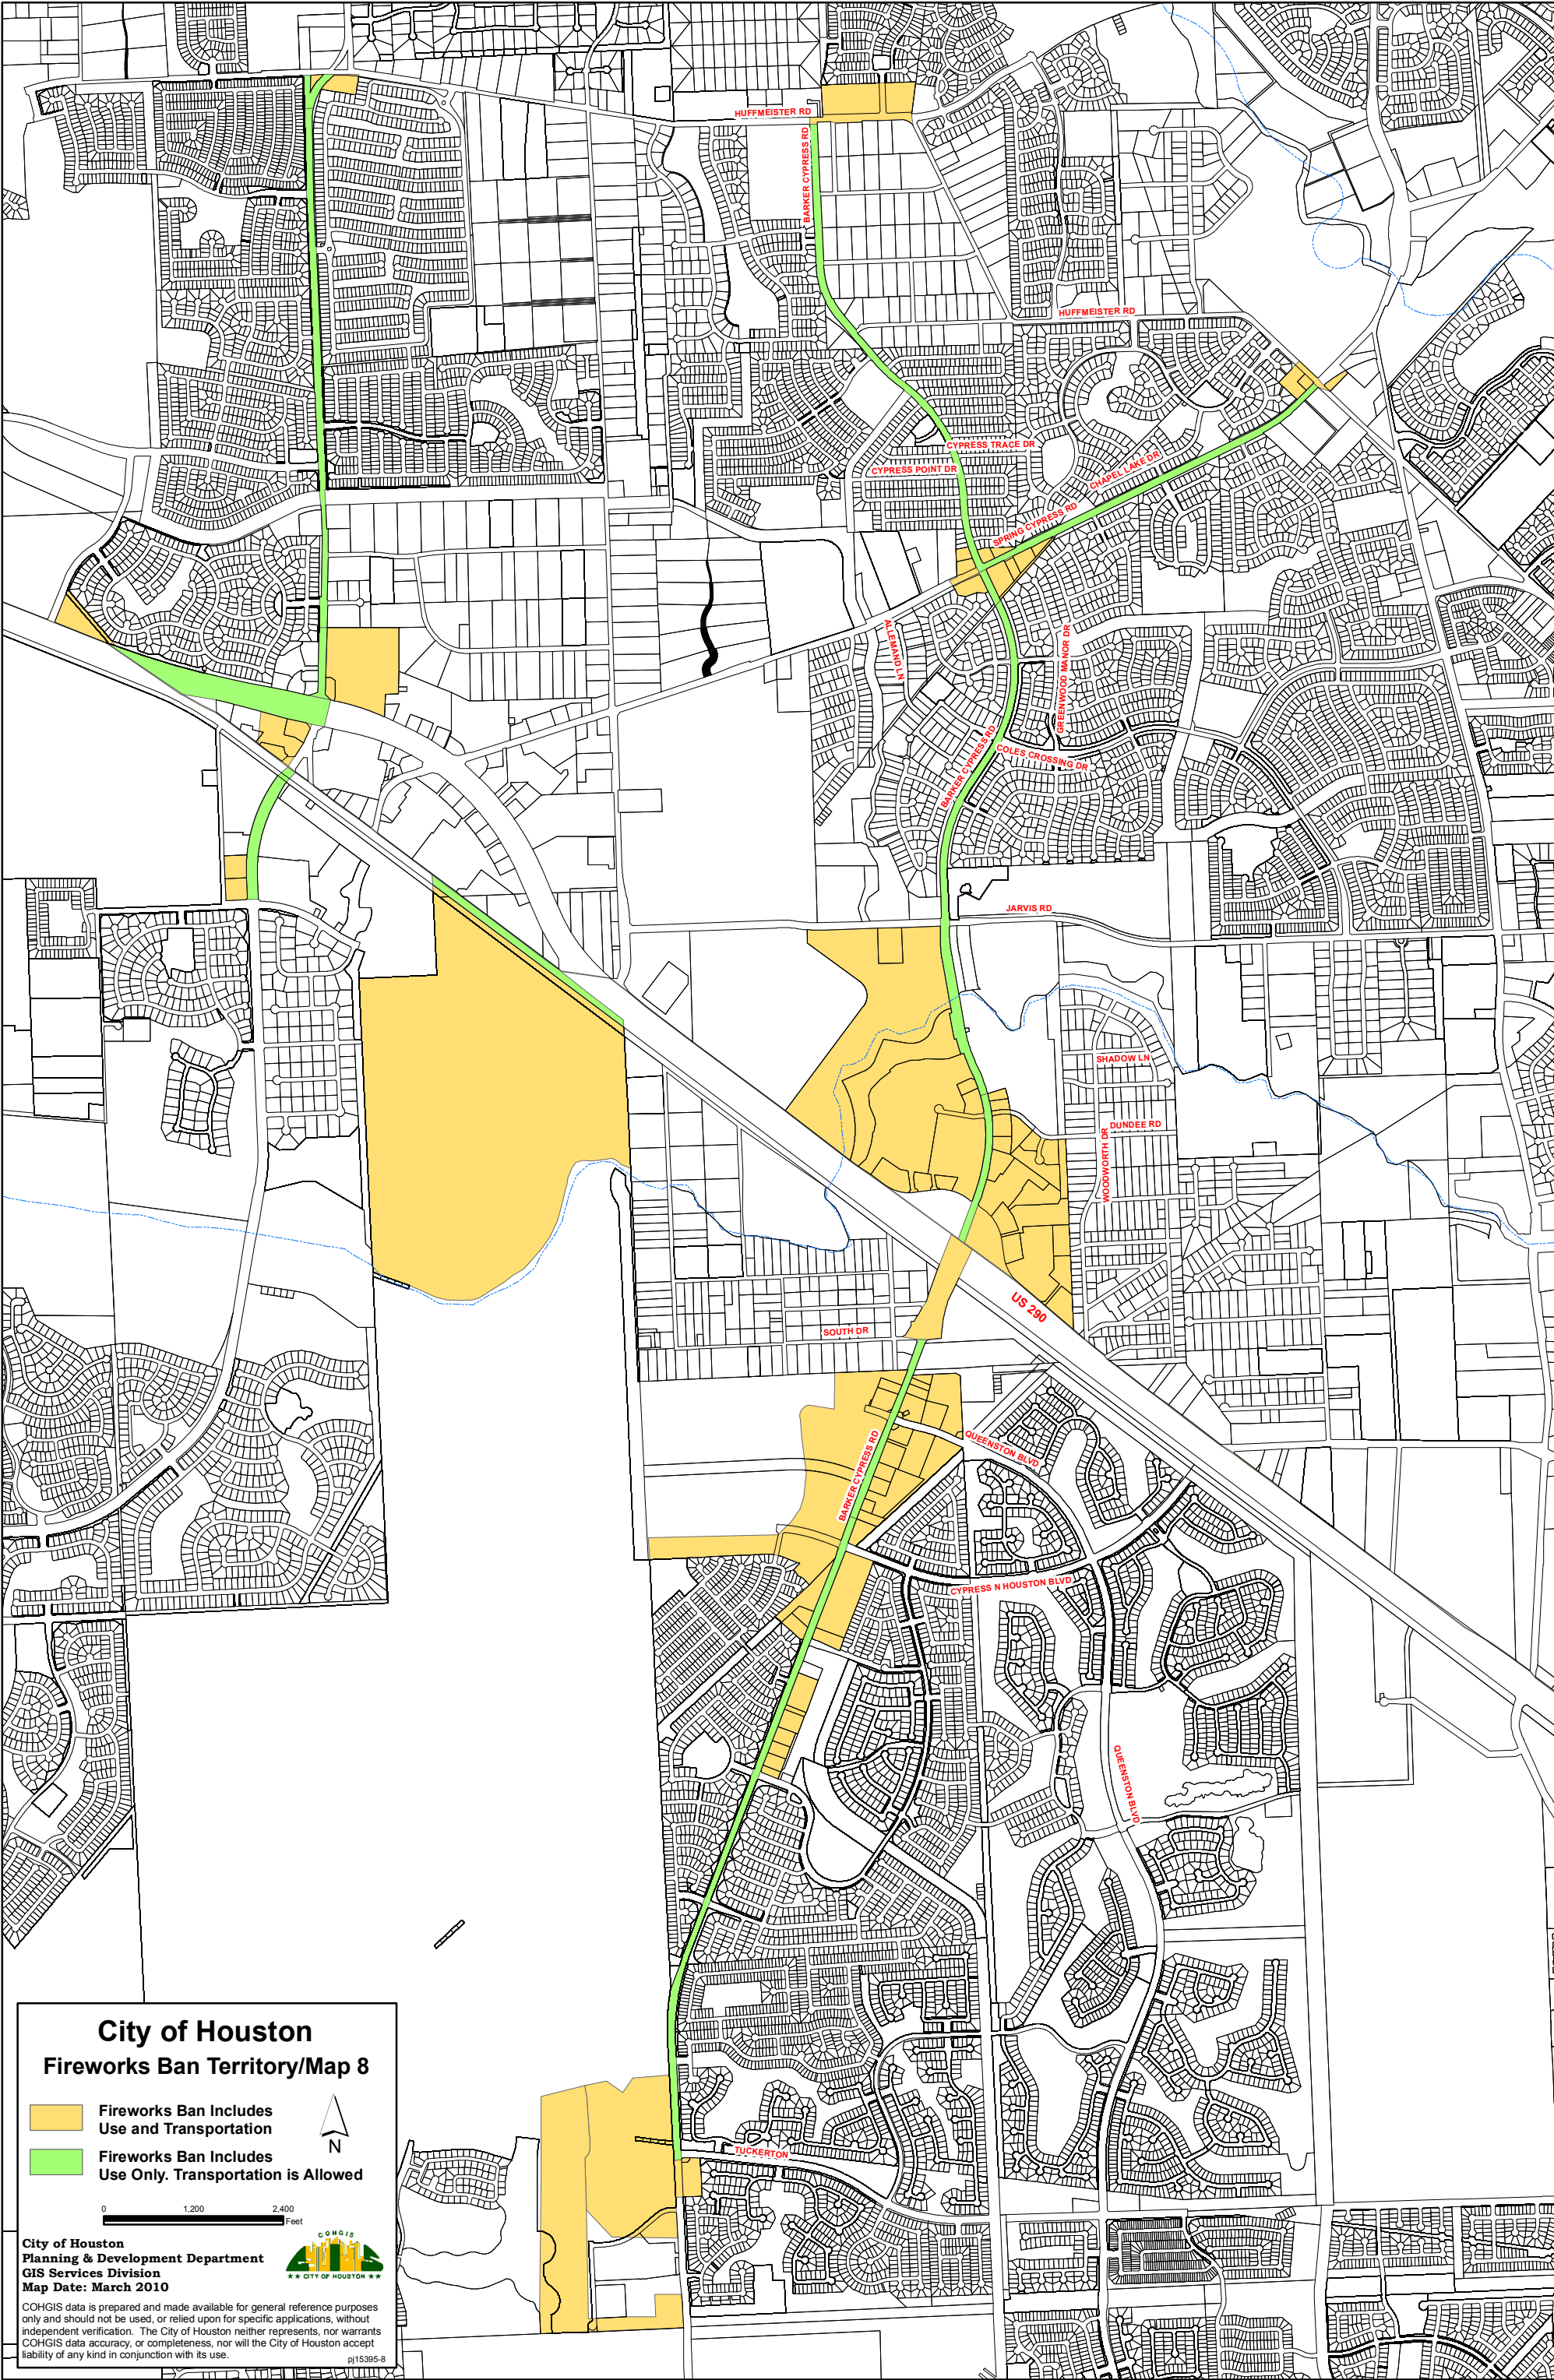 HUFFMEISTER RD
BARKER CYPRESS RD
HUFFMEISTER RD
CYPRESS TRACE DR
CYPRESS POINT DR
CHAPEL LAKE DR
SPRING CYPRESS RD
ALLEMAND LN
GREENWOOD MANOR DR
BARKER CYPRESS RD
COLES CROSSING DR
JARVIS RD
SHADOW LN
DUNDEE RD
WOODWORTH DR
US 290
SOUTH DR
QUEENSTON BLVD
BARKER CYPRESS RD
CYPRESS N HOUSTON BLVD
QUEENSTON BLVD
TUCKERTON
City of Houston
Fireworks Ban Territory/Map 8
Fireworks Ban Includes
Use and Transportation
N
Fireworks Ban Includes
Use Only. Transportation is Allowed
0 1,200 2,400
Feet
City of Houston
Planning & Development Department
GIS Services Division
Map Date: March 2010
COHGIS
★★ CITY OF HOUSTON ★★
COHGIS data is prepared and made available for general reference purposes
only and should not be used, or relied upon for specific applications, without
independent verification. The City of Houston neither represents, nor warrants
COHGIS data accuracy, or completeness, nor will the City of Houston accept
liability of any kind in conjunction with its use.
pj15395-8